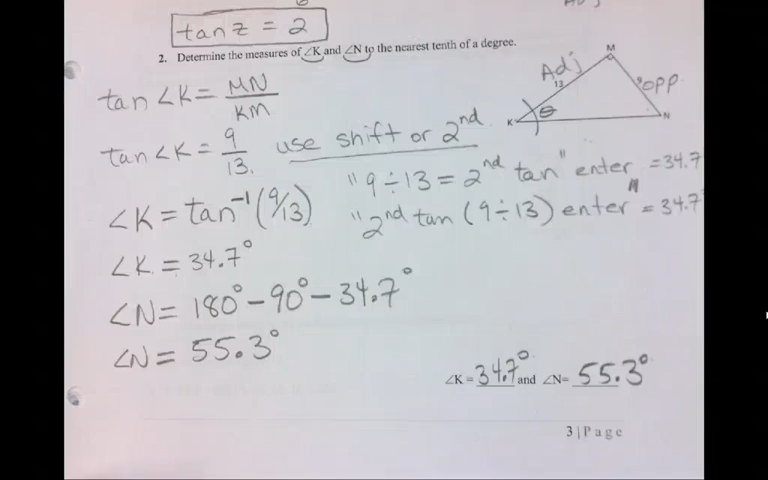 tan Z = 2
2. Determine the measures of ∠K and ∠N to the nearest tenth of a degree.
M
Adj
13
9
opp
K
θ
N
tan ∠K = MN/KM
tan ∠K = 9/13.
use shift or 2nd
"9 ÷ 13 = 2nd tan" enter = 34.7
∠K = tan⁻¹(9/13)
"2nd tan (9 ÷ 13) enter" = 34.7°
∠K = 34.7°
∠N = 180° - 90° - 34.7°
∠N = 55.3°
∠K = 34.7° and ∠N = 55.3°
3 | Page